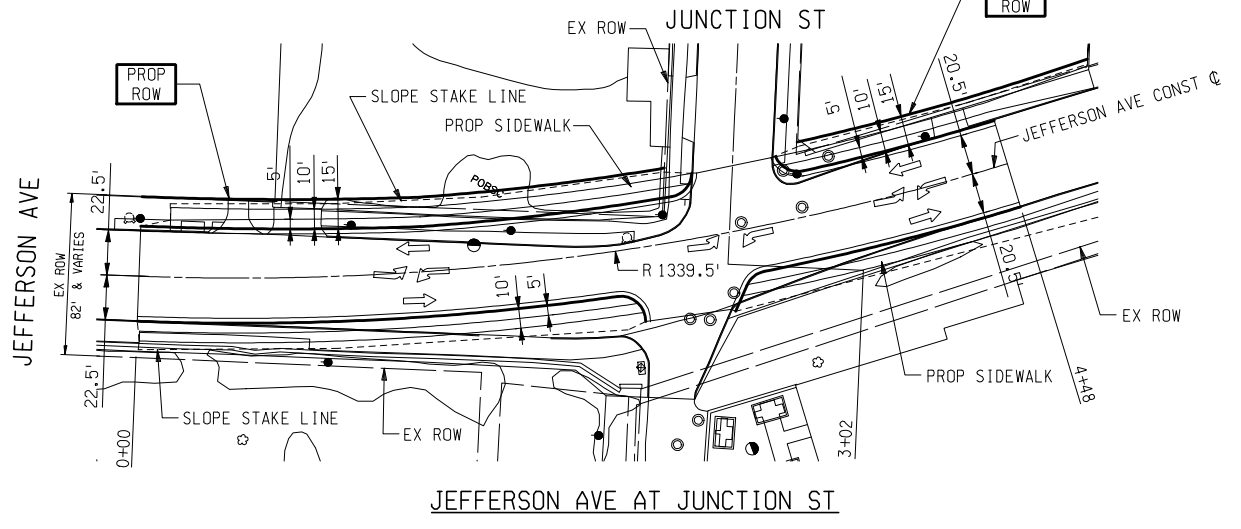 JUNCTION ST
ROW
EX ROW
PROP
ROW
SLOPE STAKE LINE
PROP SIDEWALK
5'
10'
15'
20.5'
JEFFERSON AVE CONST ℄
JEFFERSON AVE
22.5'
5'
10'
15'
POBSL
EX ROW
82' & VARIES
R 1339.5'
10'
5'
20.5'
EX ROW
22.5'
SLOPE STAKE LINE
EX ROW
PROP SIDEWALK
0+00
3+02
4+48
JEFFERSON AVE AT JUNCTION ST